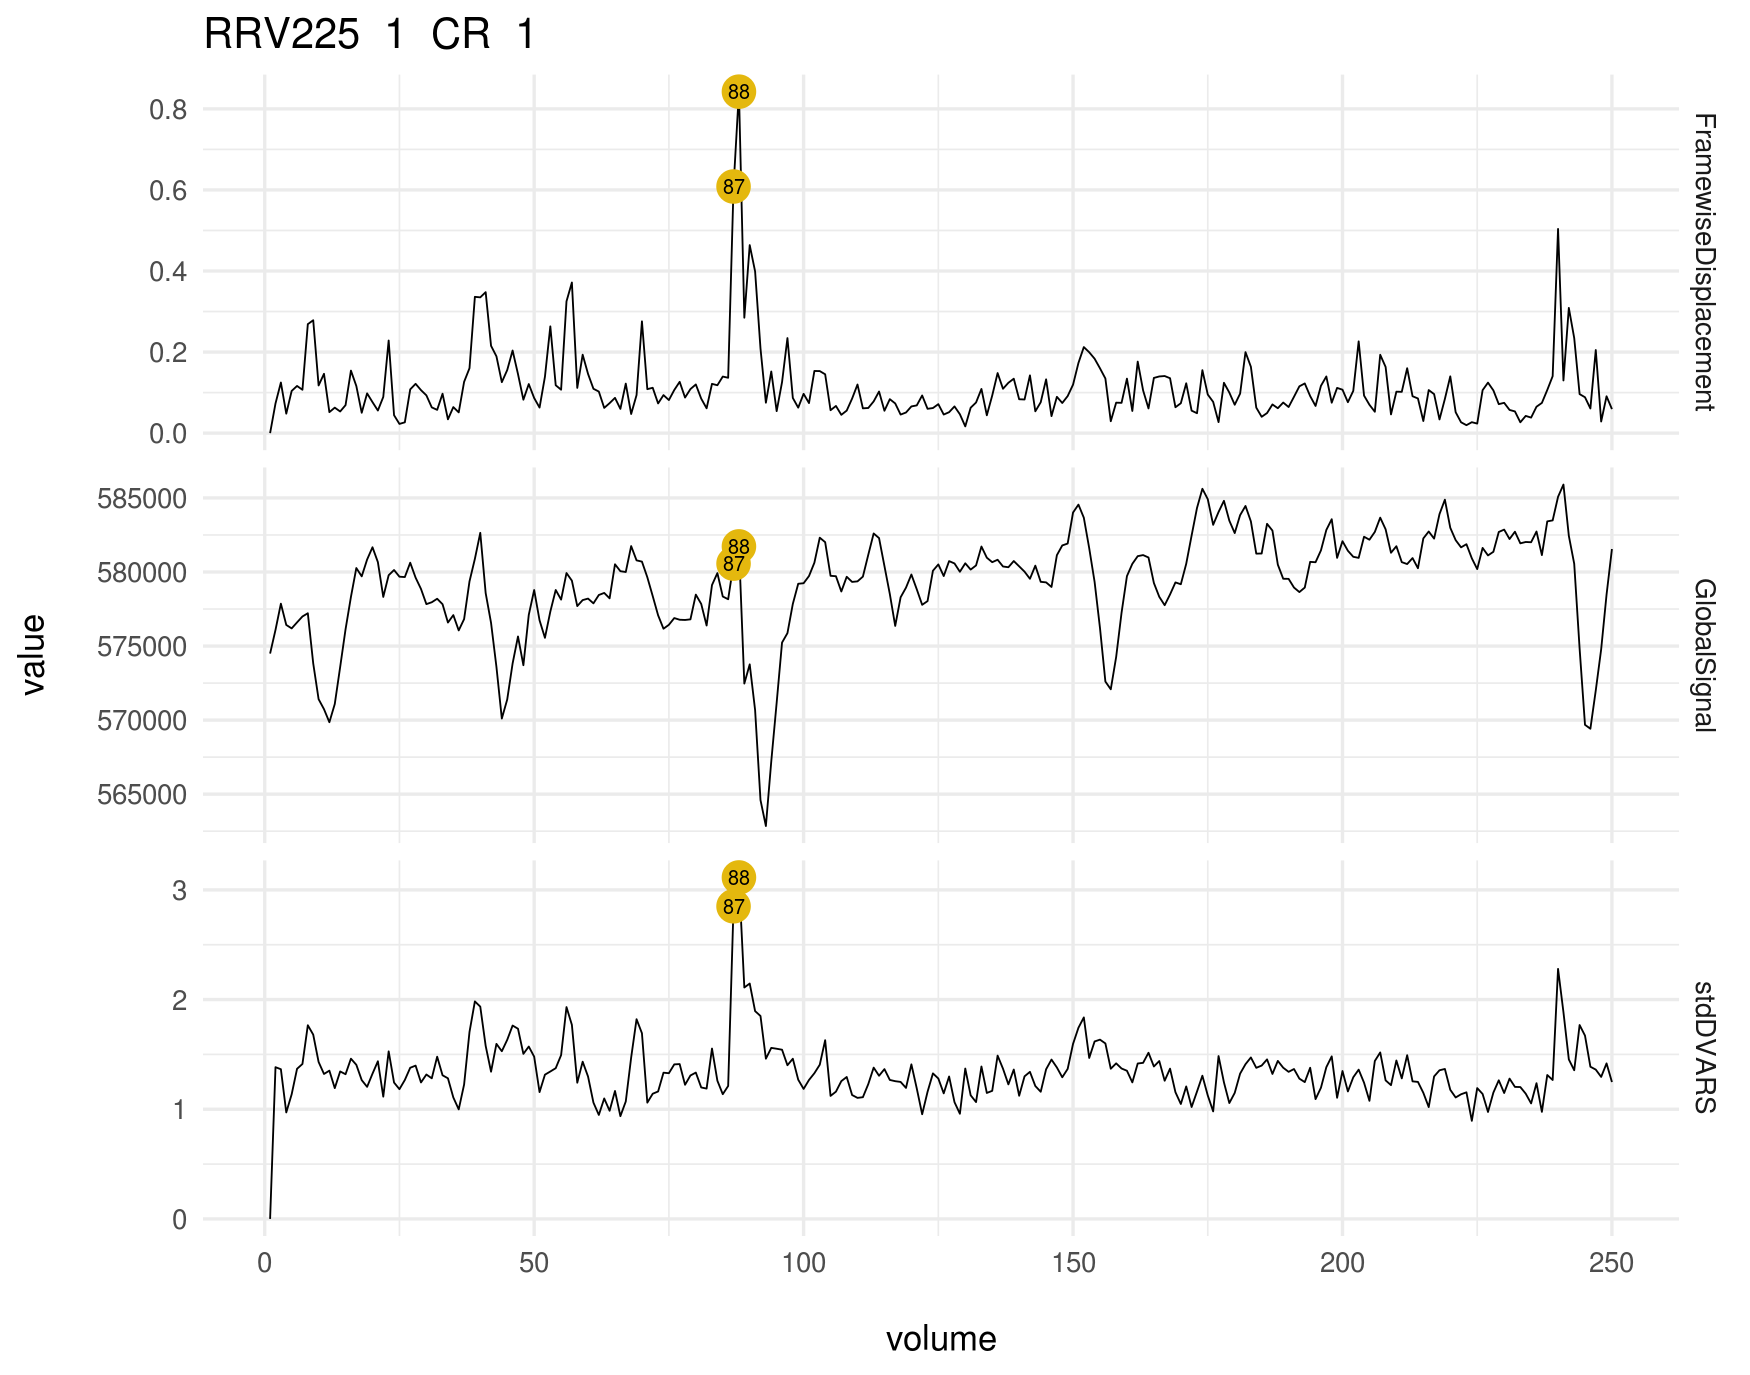 RRV225 1 CR 1
88
0.8
87
0.6
0.4
0.2
0.0
FramewiseDisplacement
585000
88
580000
87
575000
570000
565000
GlobalSignal
value
88
3
87
2
1
0
stdDVARS
0 50 100 150 200 250
volume